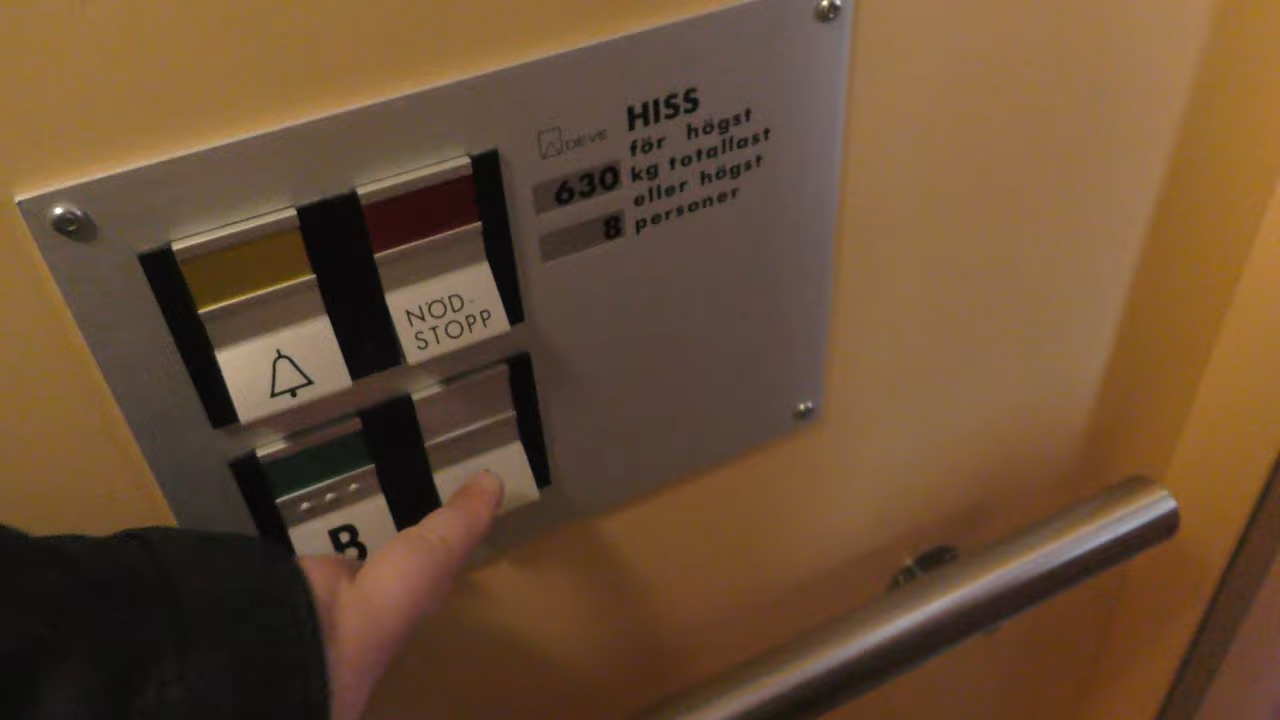 DEVE
HISS
för högst
630 kg totallast
eller högst
8 personer
NÖD-
STOPP
B